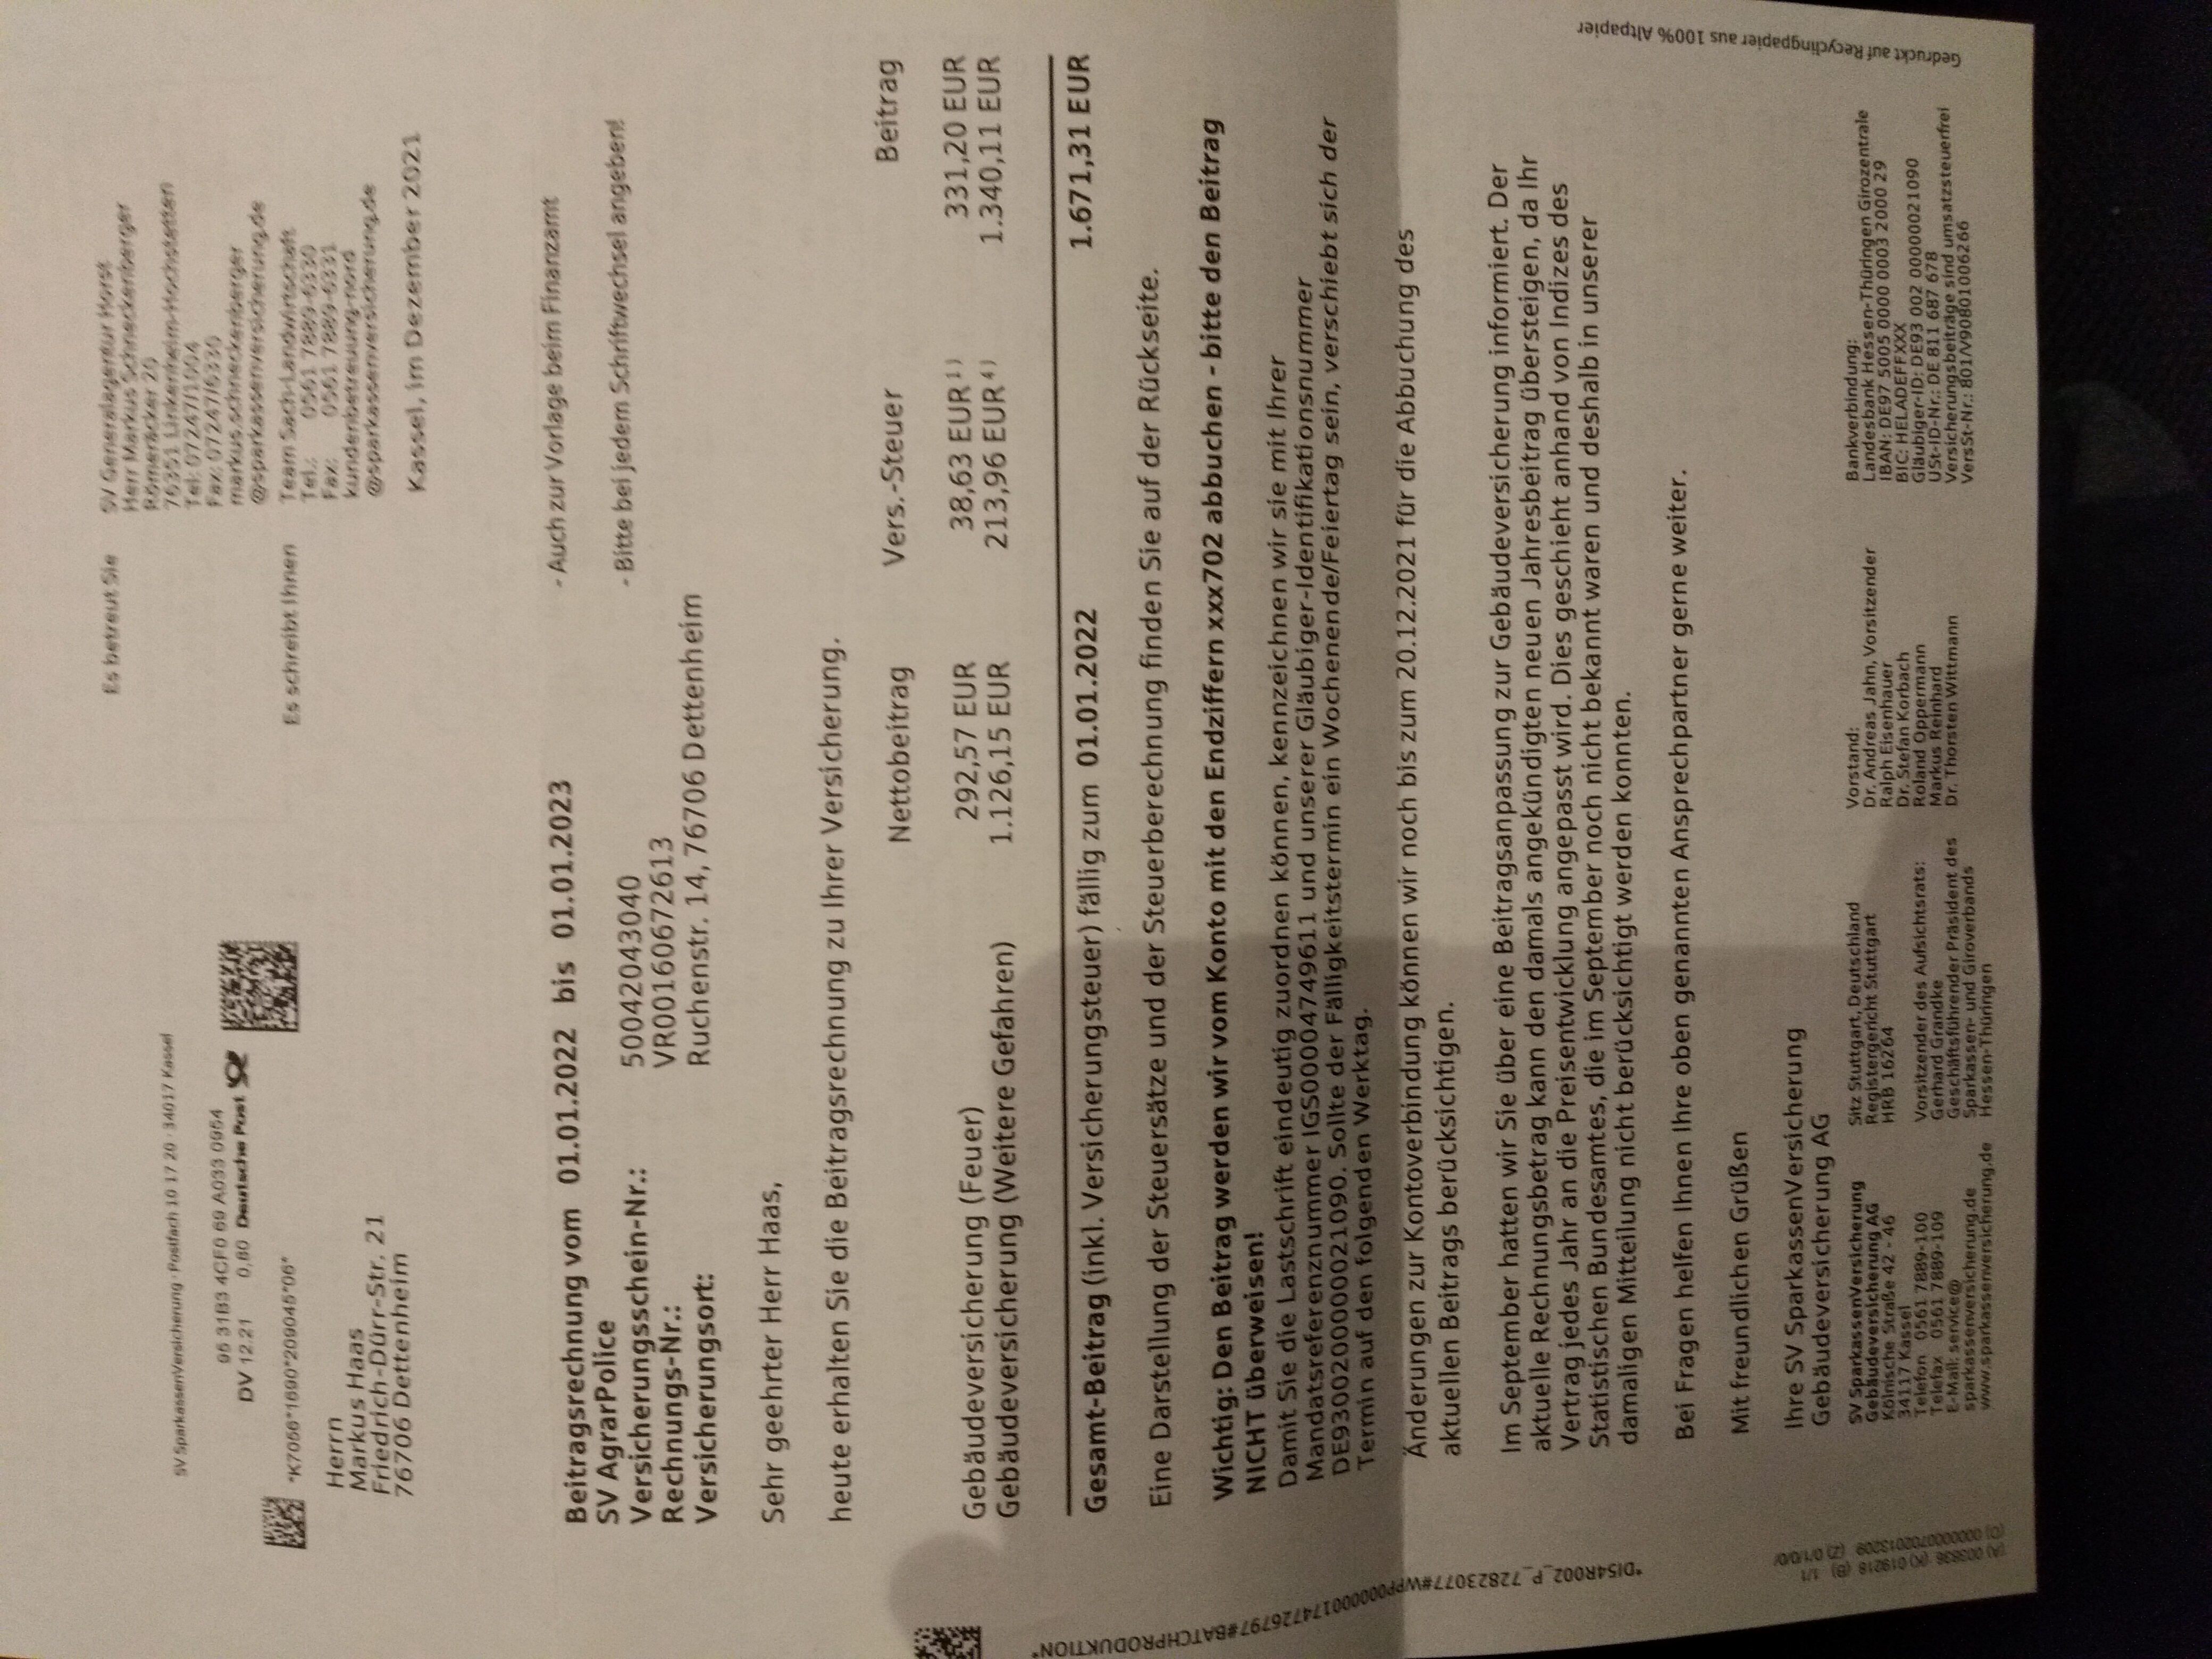 Es betreut Sie
SV Generalagentur Horst
Herr Markus Schneckenberger
Römeräcker 20
76351 Linkenheim-Hochstetten
Tel: 07247/1004
Fax: 07247/6330
markus.schneckenberger
@sparkassenversicherung.de
SV SparkassenVersicherung · Postfach 10 17 20 · 34017 Kassel
95 31B3 4CF0 69 A033 0954
DV 12.21 0,80 Deutsche Post
*K7056*1690*209045*06*
Es schreibt Ihnen
Team Sach-Landwirtschaft
Tel.: 0561 7889-6330
Fax: 0561 7889-6331
kundenbetreuung-nord
@sparkassenversicherung.de
Herrn
Markus Haas
Friedrich-Dürr-Str. 21
76706 Dettenheim
Kassel, im Dezember 2021
Beitragsrechnung vom 01.01.2022 bis 01.01.2023 - Auch zur Vorlage beim Finanzamt
SV AgrarPolice
Versicherungsschein-Nr.: 50042043040 - Bitte bei jedem Schriftwechsel angeben!
Rechnungs-Nr.: VR00160672613
Versicherungsort: Ruchenstr. 14, 76706 Dettenheim
Sehr geehrter Herr Haas,
heute erhalten Sie die Beitragsrechnung zu Ihrer Versicherung.
Nettobeitrag Vers.-Steuer Beitrag
Gebäudeversicherung (Feuer) 292,57 EUR 38,63 EUR 1) 331,20 EUR
Gebäudeversicherung (Weitere Gefahren) 1.126,15 EUR 213,96 EUR 4) 1.340,11 EUR
Gesamt-Beitrag (inkl. Versicherungsteuer) fällig zum 01.01.2022 1.671,31 EUR
Eine Darstellung der Steuersätze und der Steuerberechnung finden Sie auf der Rückseite.
Wichtig: Den Beitrag werden wir vom Konto mit den Endziffern xxx702 abbuchen - bitte den Beitrag
NICHT überweisen!
Damit Sie die Lastschrift eindeutig zuordnen können, kennzeichnen wir sie mit Ihrer
Mandatsreferenznummer IGS00004749611 und unserer Gläubiger-Identifikationsnummer
DE9300200000021090. Sollte der Fälligkeitstermin ein Wochenende/Feiertag sein, verschiebt sich der
Termin auf den folgenden Werktag.
Änderungen zur Kontoverbindung können wir noch bis zum 20.12.2021 für die Abbuchung des
aktuellen Beitrags berücksichtigen.
Im September hatten wir Sie über eine Beitragsanpassung zur Gebäudeversicherung informiert. Der
aktuelle Rechnungsbetrag kann den damals angekündigten neuen Jahresbeitrag übersteigen, da Ihr
Vertrag jedes Jahr an die Preisentwicklung angepasst wird. Dies geschieht anhand von Indizes des
Statistischen Bundesamtes, die im September noch nicht bekannt waren und deshalb in unserer
damaligen Mitteilung nicht berücksichtigt werden konnten.
Bei Fragen helfen Ihnen Ihre oben genannten Ansprechpartner gerne weiter.
Mit freundlichen Grüßen
Ihre SV SparkassenVersicherung
Gebäudeversicherung AG
SV SparkassenVersicherung
Gebäudeversicherung AG
Kölnische Straße 42 - 46
34117 Kassel
Telefon 0561 7889-100
Telefax 0561 7889-109
E-Mail: service@
sparkassenversicherung.de
www.sparkassenversicherung.de
Sitz Stuttgart, Deutschland
Registergericht Stuttgart
HRB 16264
Vorsitzender des Aufsichtsrats:
Gerhard Grandke
Geschäftsführender Präsident des
Sparkassen- und Giroverbands
Hessen-Thüringen
Vorstand:
Dr. Andreas Jahn, Vorsitzender
Ralph Eisenhauer
Dr. Stefan Korbach
Roland Oppermann
Markus Reinhard
Dr. Thorsten Wittmann
Bankverbindung:
Landesbank Hessen-Thüringen Girozentrale
IBAN: DE97 5005 0000 0003 2000 29
BIC: HELADEFFXXX
Gläubiger-ID: DE93 002 00000021090
USt-ID-Nr.: DE 811 687 678
Versicherungsbeiträge sind umsatzsteuerfrei
VersSt-Nr.: 801/V90801006266
Gedruckt auf Recyclingpapier aus 100% Altpapier